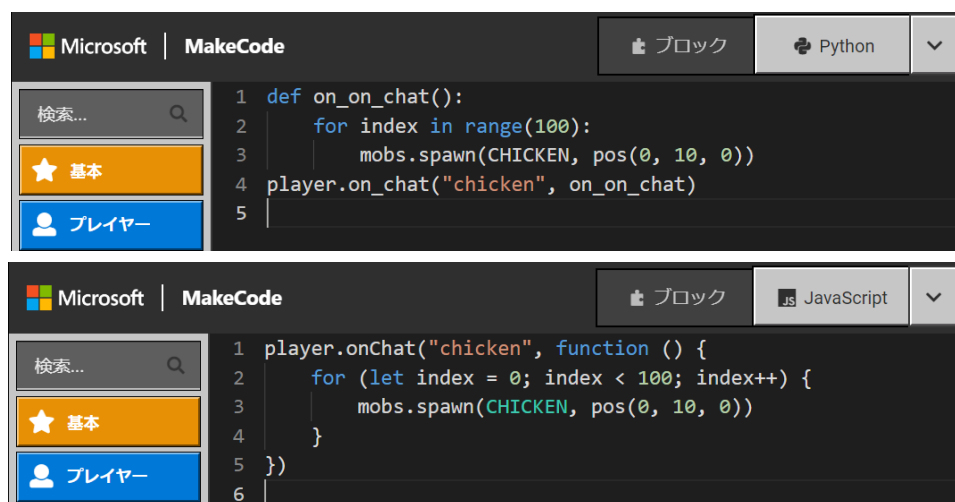 Microsoft | MakeCode ブロック Python
検索...
基本
プレイヤー
1 def on_on_chat():
2     for index in range(100):
3         mobs.spawn(CHICKEN, pos(0, 10, 0))
4 player.on_chat("chicken", on_on_chat)
5
Microsoft | MakeCode ブロック JS JavaScript
検索...
基本
プレイヤー
1 player.onChat("chicken", function () {
2     for (let index = 0; index < 100; index++) {
3         mobs.spawn(CHICKEN, pos(0, 10, 0))
4     }
5 })
6